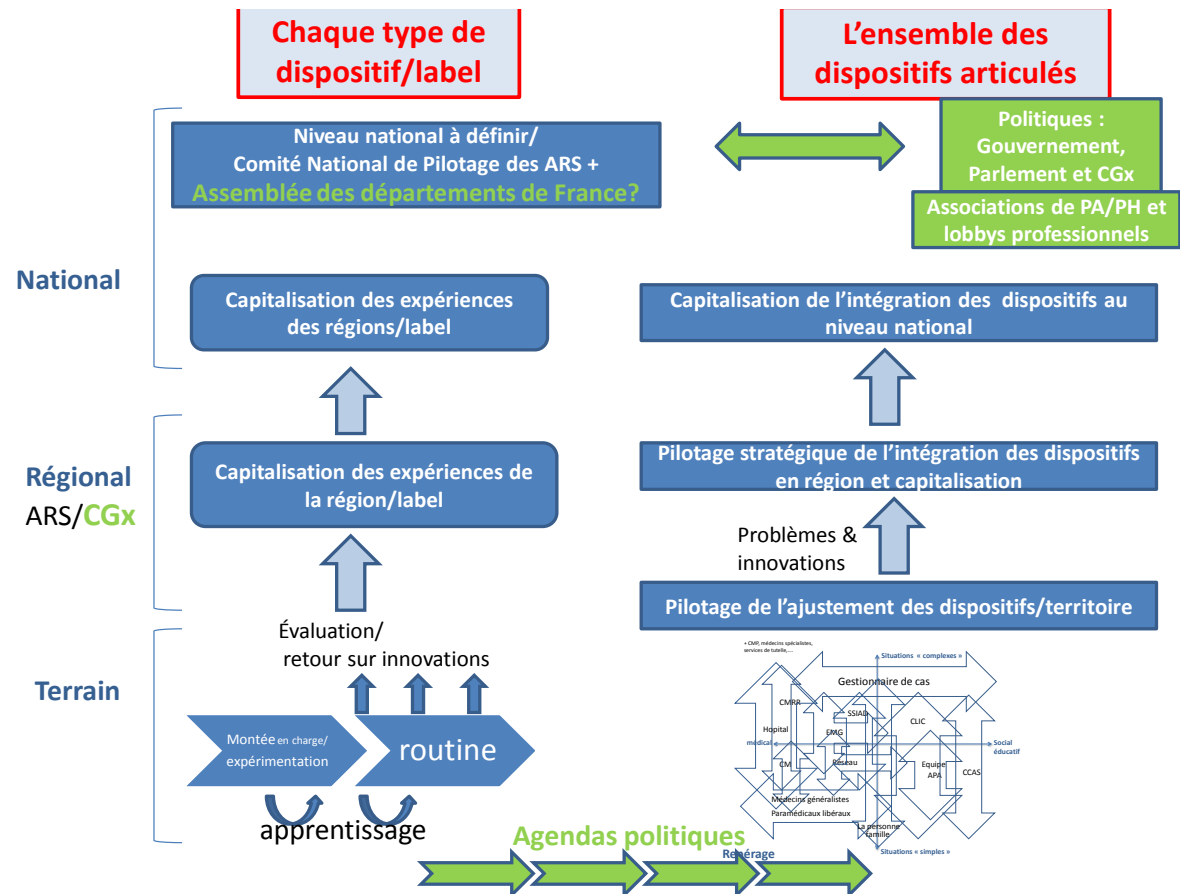 Chaque type de
dispositif/label
L'ensemble des
dispositifs articulés
Niveau national à définir/
Comité National de Pilotage des ARS +
Assemblée des départements de France?
Politiques :
Gouvernement,
Parlement et CGx
Associations de PA/PH et
lobbys professionnels
National
Capitalisation des expériences
des régions/label
Capitalisation de l'intégration des dispositifs au
niveau national
Régional
ARS/CGx
Capitalisation des expériences de
la région/label
Pilotage stratégique de l'intégration des dispositifs
en région et capitalisation
Problèmes &
innovations
Pilotage de l'ajustement des dispositifs/territoire
Terrain
Évaluation/
retour sur innovations
Montée en charge/
expérimentation
routine
apprentissage
+ CMP, médecins spécialistes,
services de tutelle,....
Situations « complexes »
Gestionnaire de cas
CMRR
SSIAD
CLIC
Hopital
EMG
médical
Social
éducatif
CM
Réseau
Equipe
APA
CCAS
Médecins généralistes
Paramédicaux libéraux
La personne
famille
Situations « simples »
Repérage
Agendas politiques